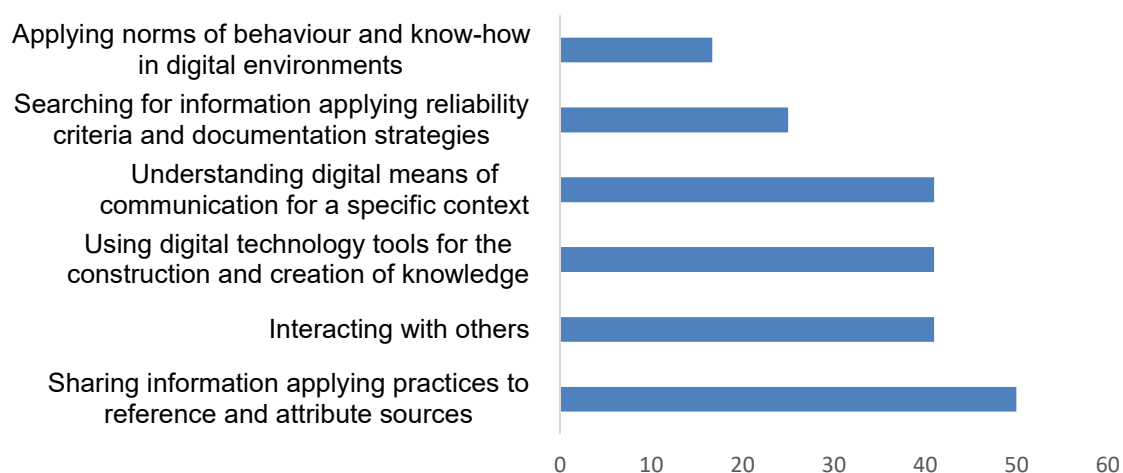 Applying norms of behaviour and know-how
in digital environments
Searching for information applying reliability
criteria and documentation strategies
Understanding digital means of
communication for a specific context
Using digital technology tools for the
construction and creation of knowledge
Interacting with others
Sharing information applying practices to
reference and attribute sources
0 10 20 30 40 50 60